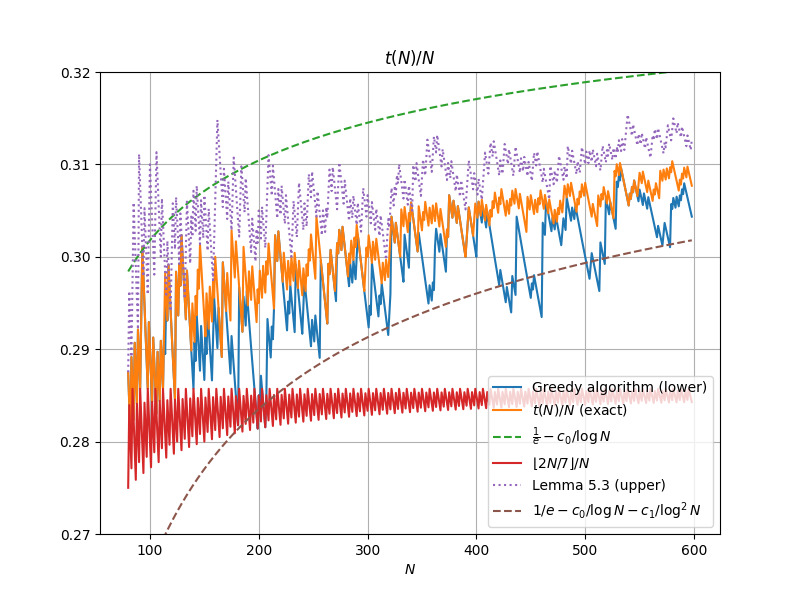 t(N)/N
0.32
0.31
0.30
0.29
0.28
0.27
100
200
300
400
500
600
N
Greedy algorithm (lower)
t(N)/N (exact)
1/e − c₀/log N
⌊2N/7⌋/N
Lemma 5.3 (upper)
1/e − c₀/log N − c₁/log² N